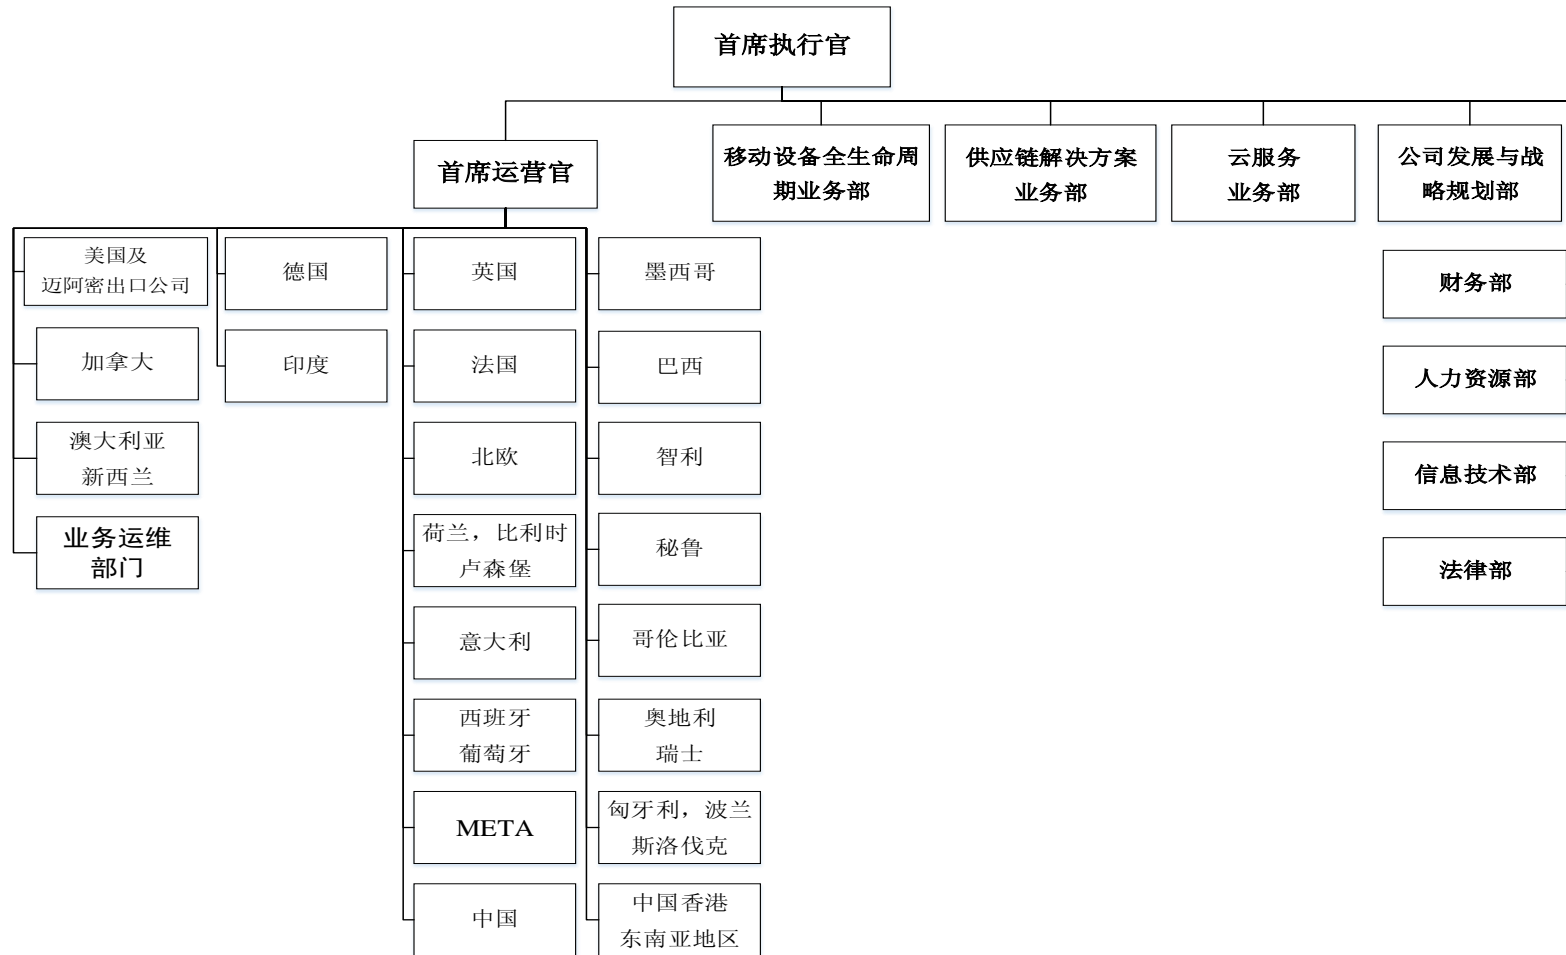 首席执行官
首席运营官
移动设备全生命周
期业务部
供应链解决方案
业务部
云服务
业务部
公司发展与战
略规划部
财务部
人力资源部
信息技术部
法律部
美国及
迈阿密出口公司
加拿大
澳大利亚
新西兰
业务运维
部门
德国
印度
英国
法国
北欧
荷兰，比利时
卢森堡
意大利
西班牙
葡萄牙
META
中国
墨西哥
巴西
智利
秘鲁
哥伦比亚
奥地利
瑞士
匈牙利，波兰
斯洛伐克
中国香港
东南亚地区